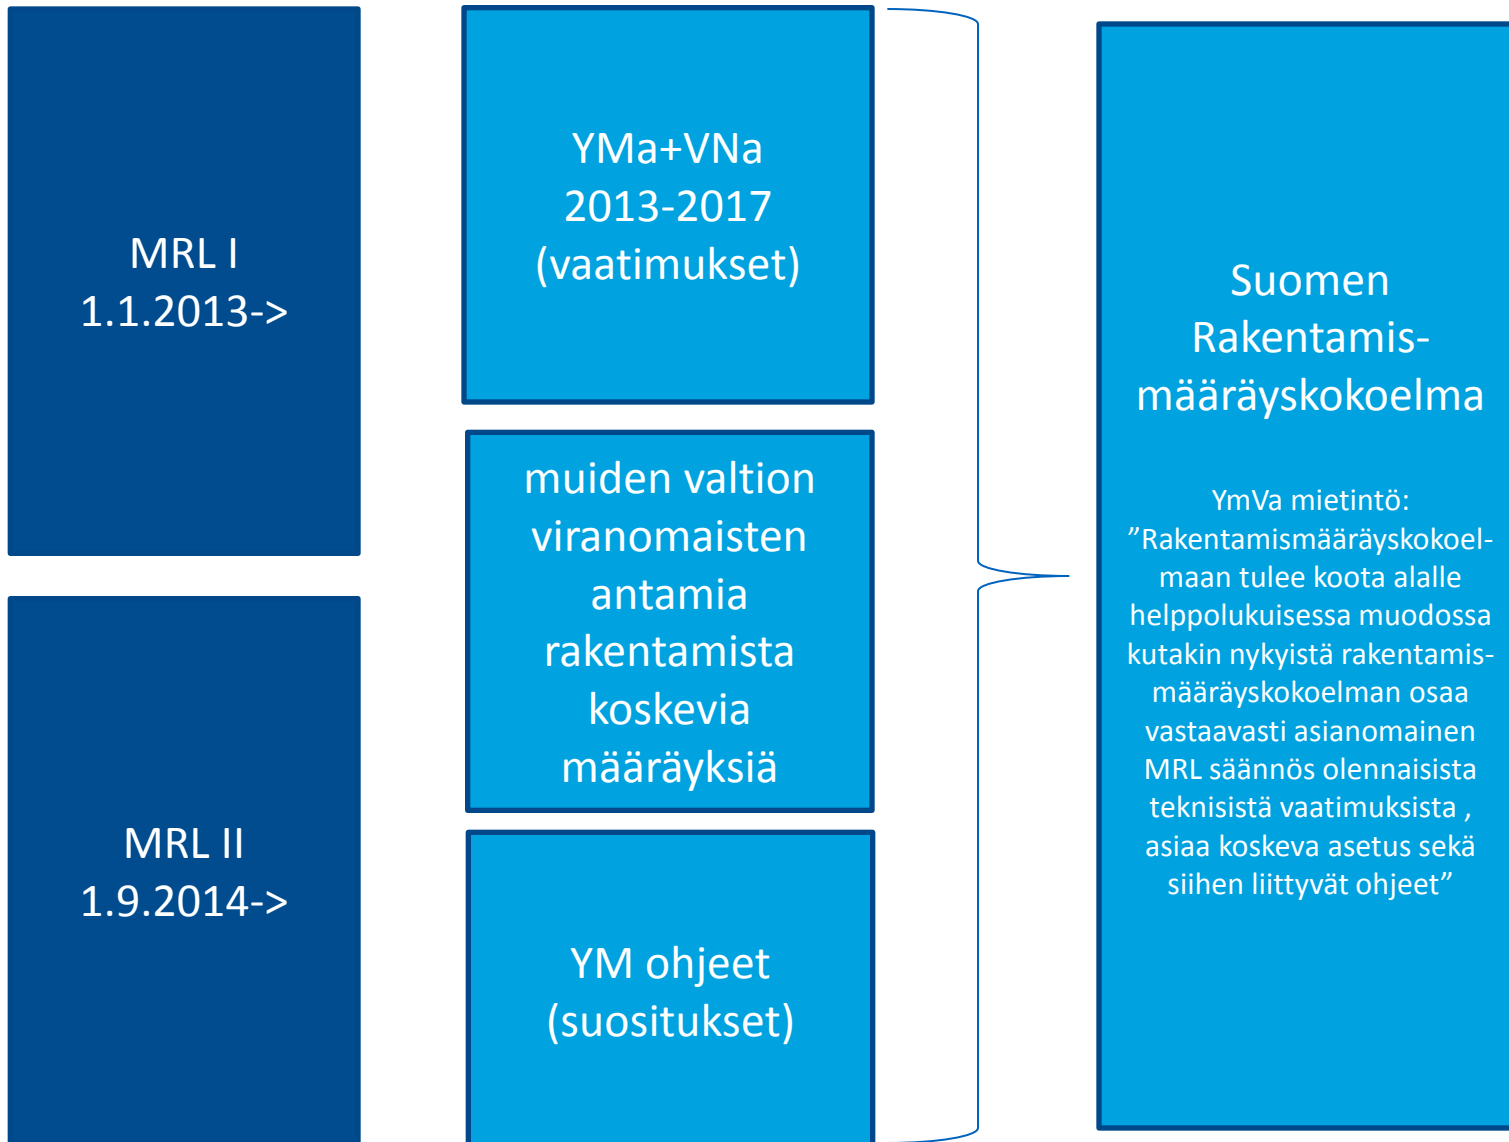 MRL I
1.1.2013->
MRL II
1.9.2014->
YMa+VNa
2013-2017
(vaatimukset)
muiden valtion
viranomaisten
antamia
rakentamista
koskevia
määräyksiä
YM ohjeet
(suositukset)
Suomen
Rakentamis-
määräyskokoelma
YmVa mietintö:
”Rakentamismääräyskokoel-
maan tulee koota alalle
helppolukuisessa muodossa
kutakin nykyistä rakentamis-
määräyskokoelman osaa
vastaavasti asianomainen
MRL säännös olennaisista
teknisistä vaatimuksista ,
asiaa koskeva asetus sekä
siihen liittyvät ohjeet”